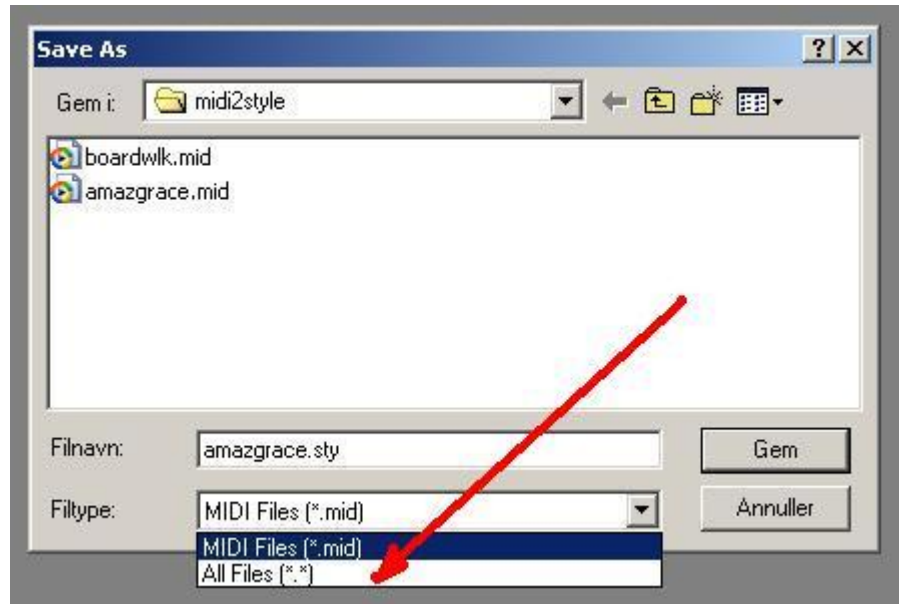 Save As
Gem i: midi2style
boardwlk.mid
amazgrace.mid
Filnavn: amazgrace.sty Gem
Filtype: MIDI Files (*.mid) Annuller
MIDI Files (*.mid)
All Files (*.*)